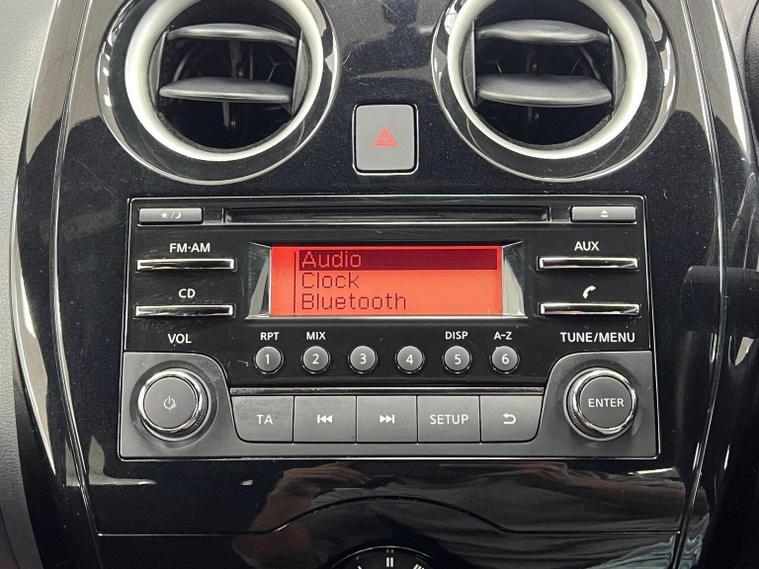 FM·AM
AUX
CD
Audio
Clock
Bluetooth
VOL
RPT MIX DISP A-Z
TUNE/MENU
1 2 3 4 5 6
ENTER
TA
SETUP